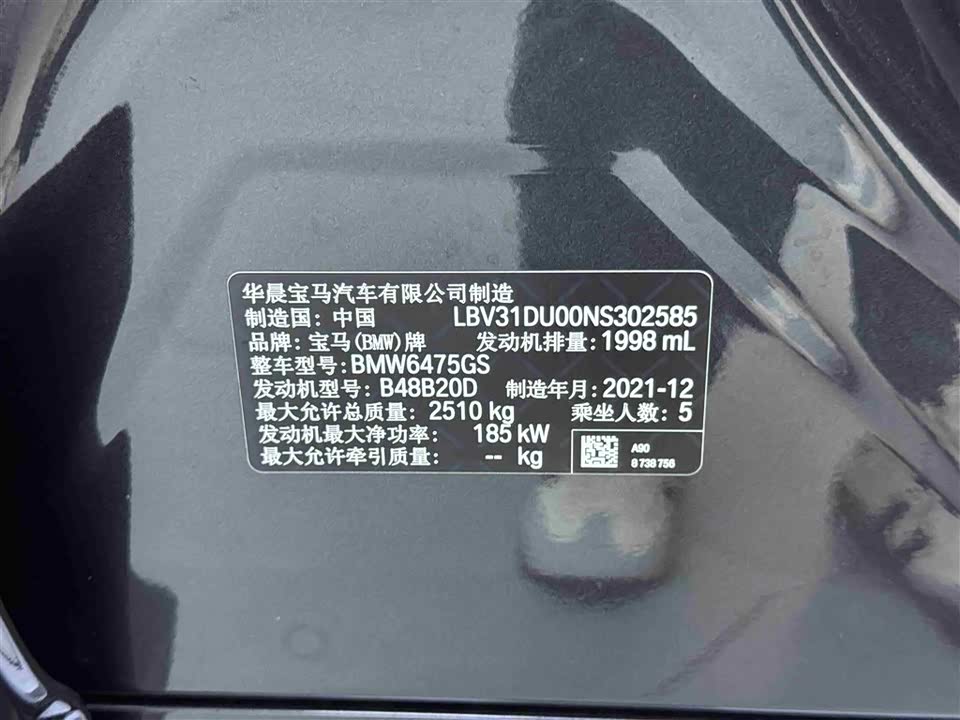 华晨宝马汽车有限公司制造
制造国: 中国 LBV31DU00NS302585
品牌: 宝马(BMW)牌 发动机排量: 1998 mL
整车型号: BMW6475GS
发动机型号: B48B20D 制造年月: 2021-12
最大允许总质量: 2510 kg 乘坐人数: 5
发动机最大净功率: 185 kW
最大允许牵引质量: -- kg
A90
8 738 756